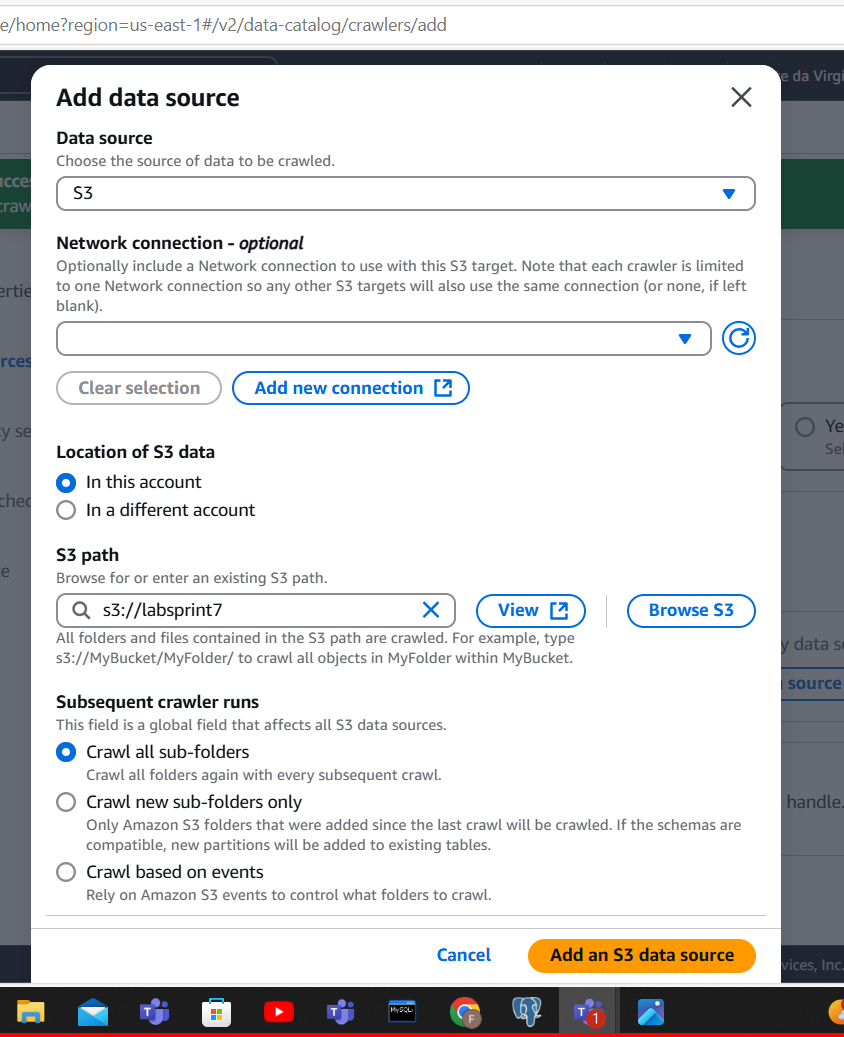 e/home?region=us-east-1#/v2/data-catalog/crawlers/add
Add data source
Data source
Choose the source of data to be crawled.
S3
Network connection - optional
Optionally include a Network connection to use with this S3 target. Note that each crawler is limited
to one Network connection so any other S3 targets will also use the same connection (or none, if left
blank).
Clear selection
Add new connection
Location of S3 data
In this account
In a different account
S3 path
Browse for or enter an existing S3 path.
s3://labsprint7
View
Browse S3
All folders and files contained in the S3 path are crawled. For example, type
s3://MyBucket/MyFolder/ to crawl all objects in MyFolder within MyBucket.
Subsequent crawler runs
This field is a global field that affects all S3 data sources.
Crawl all sub-folders
Crawl all folders again with every subsequent crawl.
Crawl new sub-folders only
Only Amazon S3 folders that were added since the last crawl will be crawled. If the schemas are
compatible, new partitions will be added to existing tables.
Crawl based on events
Rely on Amazon S3 events to control what folders to crawl.
Cancel
Add an S3 data source
da Virgí
source
handle.
vices, Inc.
MySQL
F
1